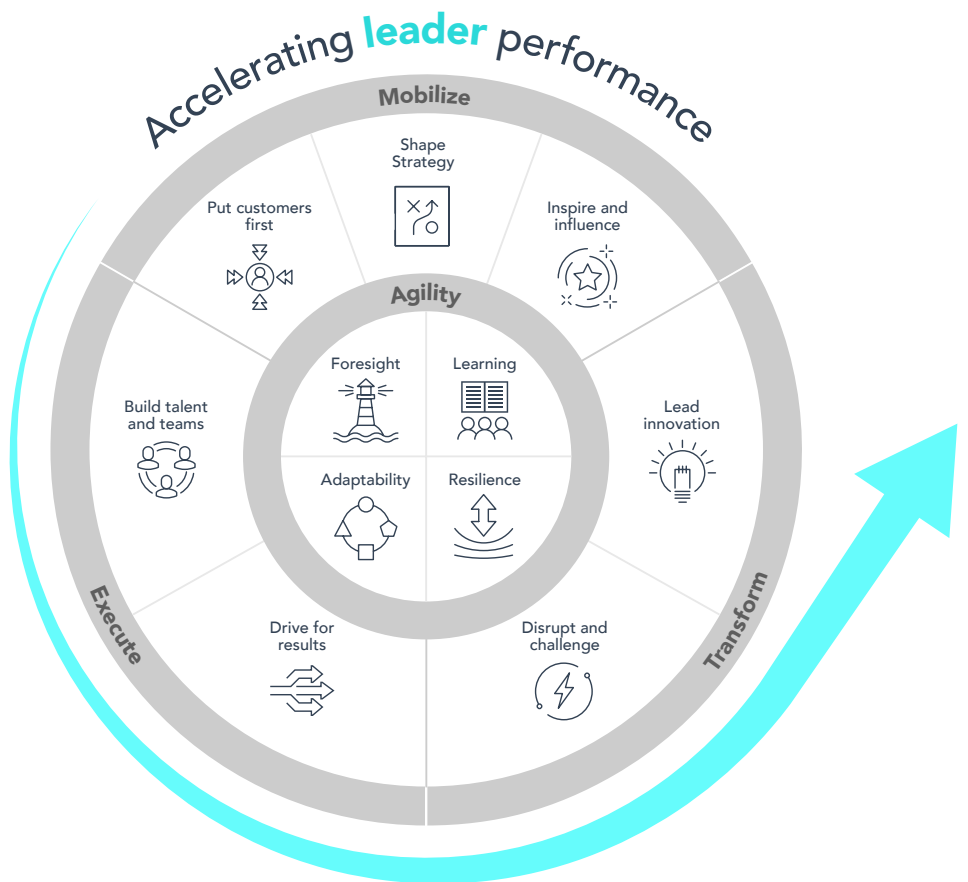 Accelerating leader performance
Mobilize
Shape
Strategy
Put customers
first
Inspire and
influence
Agility
Foresight
Learning
Build talent
and teams
Lead
innovation
Adaptability
Resilience
Execute
Transform
Drive for
results
Disrupt and
challenge